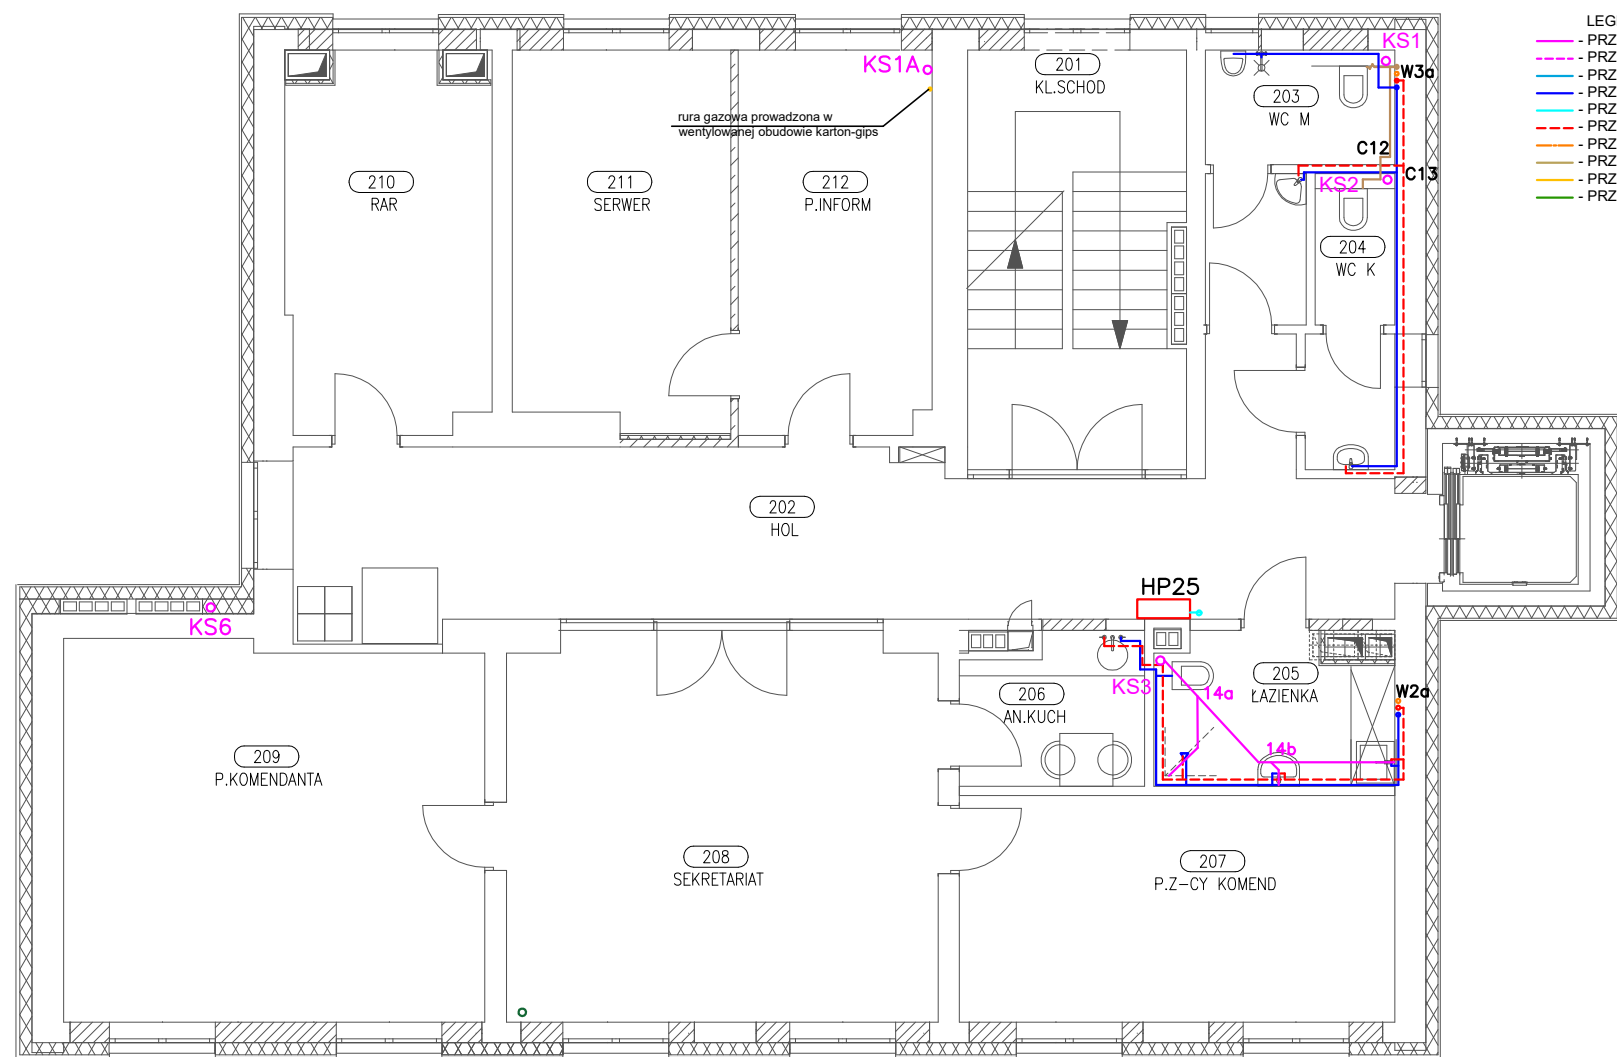 LEG
- PRZ
- PRZ
- PRZ
- PRZ
- PRZ
- PRZ
- PRZ
- PRZ
- PRZ
- PRZ
KS1
KS1A
W3a
201
KL.SCHOD
203
WC M
rura gazowa prowadzona w
wentylowanej obudowie karton-gips
C12
C13
KS2
210
RAR
211
SERWER
212
P.INFORM
204
WC K
202
HOL
HP25
KS6
KS3
206
AN.KUCH
205
ŁAZIENKA
14a
W2a
14b
209
P.KOMENDANTA
208
SEKRETARIAT
207
P.Z-CY KOMEND